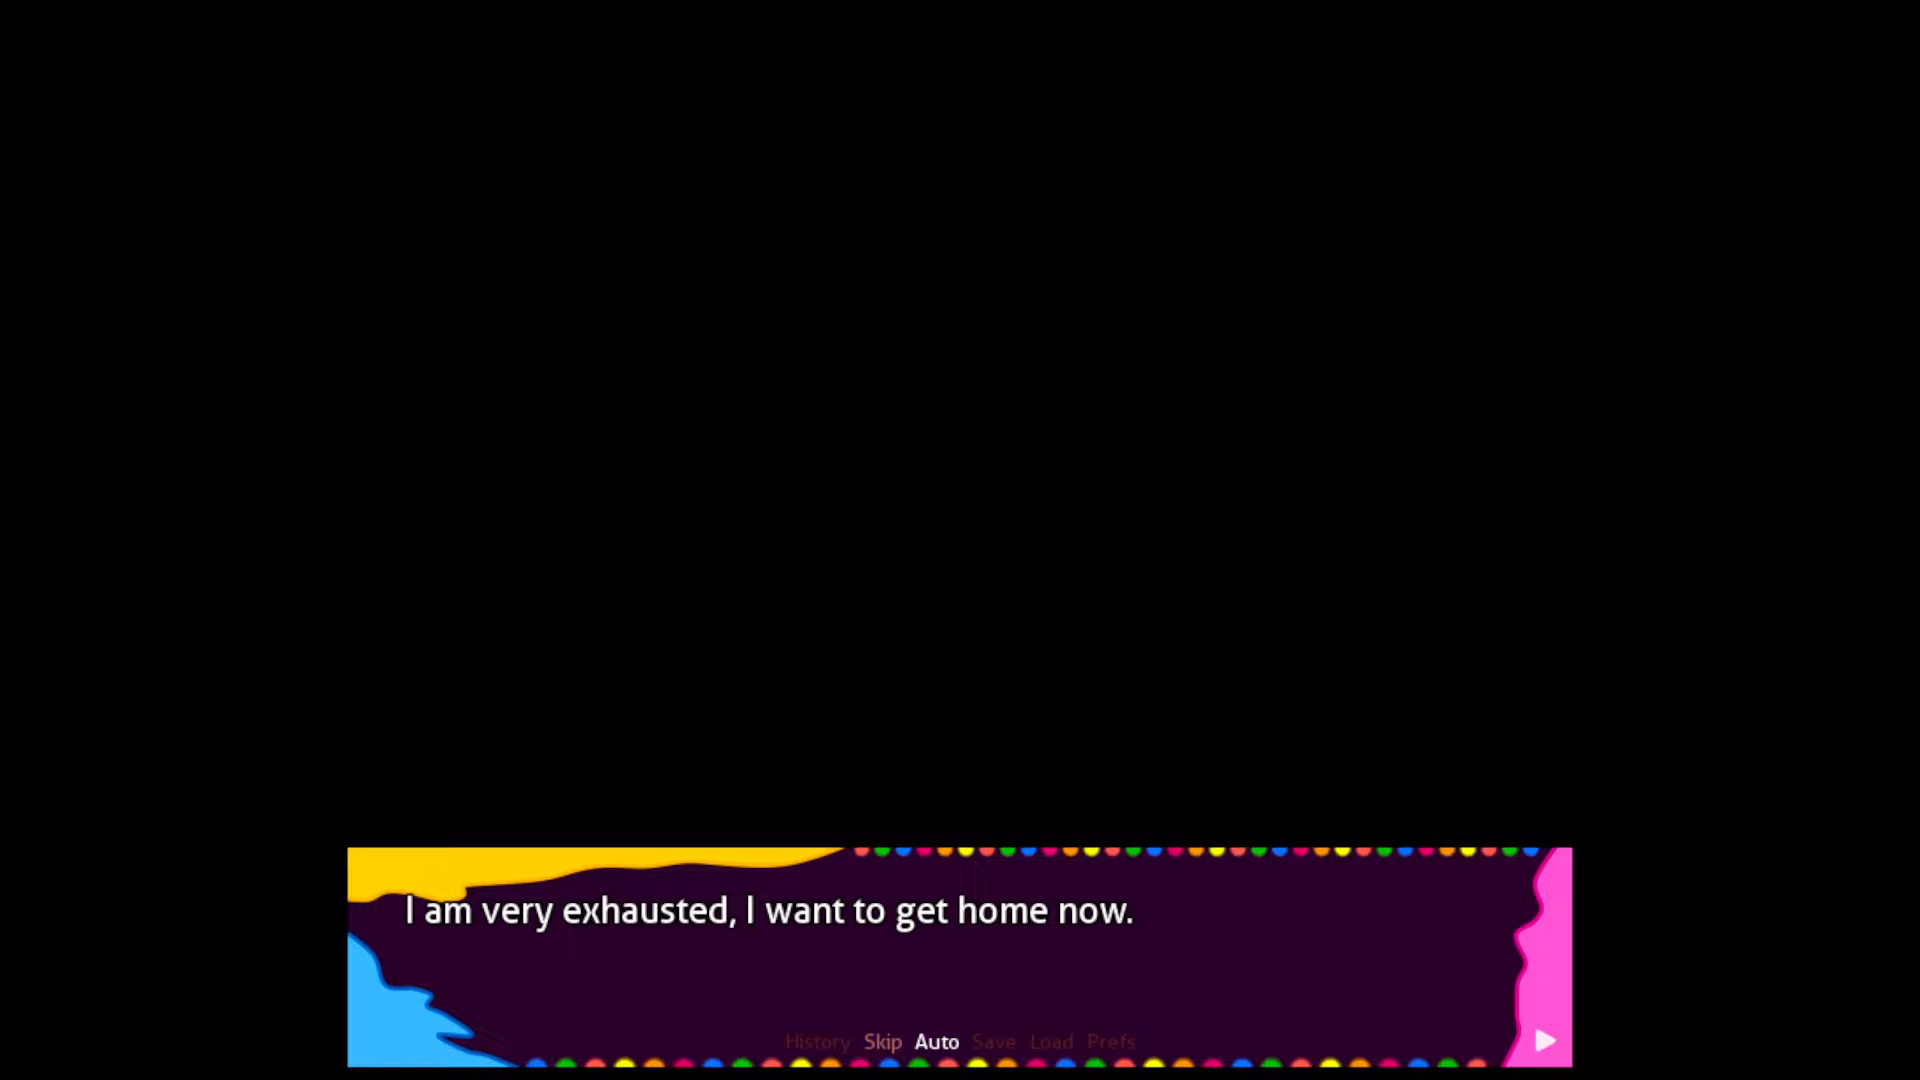 I am very exhausted, I want to get home now.
History Skip Auto Save Load Prefs